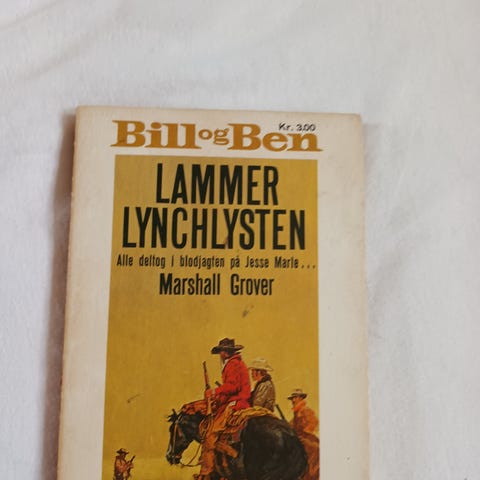 Bill og Ben
Kr. 3.00
LAMMER
LYNCHLYSTEN
Alle deltog i blodjagten på Jesse Marle...
Marshall Grover